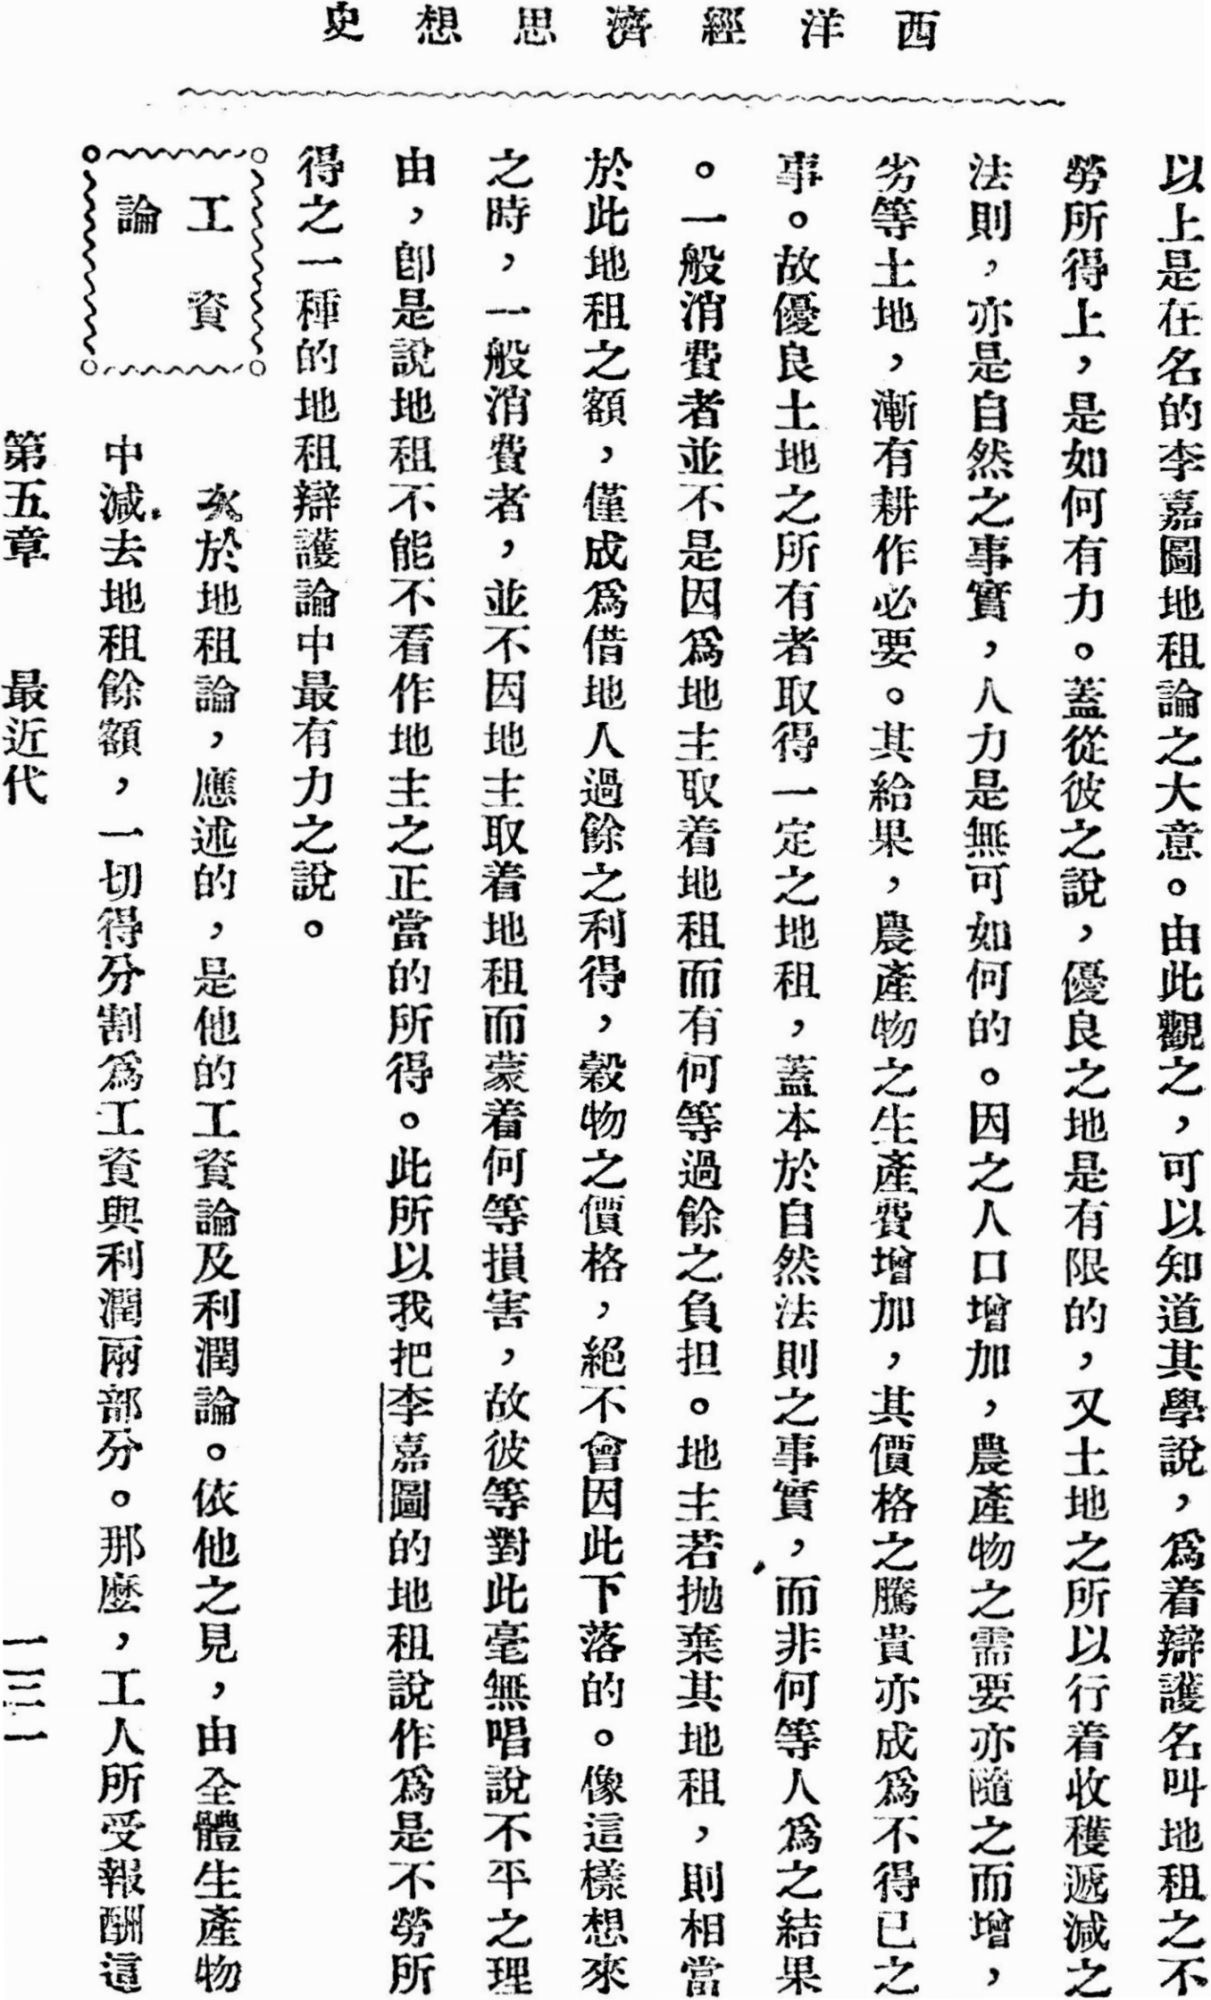 西洋經濟思想史
以上是在名的李嘉圖地租論之大意。由此觀之，可以知道其學說，爲着辯護名叫地租之不
勞所得上，是如何有力。蓋從彼之說，優良之地是有限的，又土地之所以行着收穫遞減之
法則，亦是自然之事實，人力是無可如何的。因之人口增加，農產物之需要亦隨之而增，
劣等土地，漸有耕作必要。其給果，農產物之生產費增加，其價格之騰貴亦成爲不得已之
事。故優良土地之所有者取得一定之地租，蓋本於自然法則之事實，而非何等人爲之結果
。一般消費者並不是因爲地主取着地租而有何等過餘之負担。地主若拋棄其地租，則相當
於此地租之額，僅成爲借地人過餘之利得，穀物之價格，絕不會因此下落的。像這樣想來
之時，一般消費者，並不因地主取着地租而蒙着何等損害，故彼等對此毫無唱說不平之理
由，卽是說地租不能不看作地主之正當的所得。此所以我把李嘉圖的地租說作爲是不勞所
得之一種的地租辯護論中最有力之說。
工資
論
次於地租論，應述的，是他的工資論及利潤論。依他之見，由全體生產物
中減去地租餘額，一切得分割爲工資與利潤兩部分。那麼，工人所受報酬這
第五章　最近代　一三一